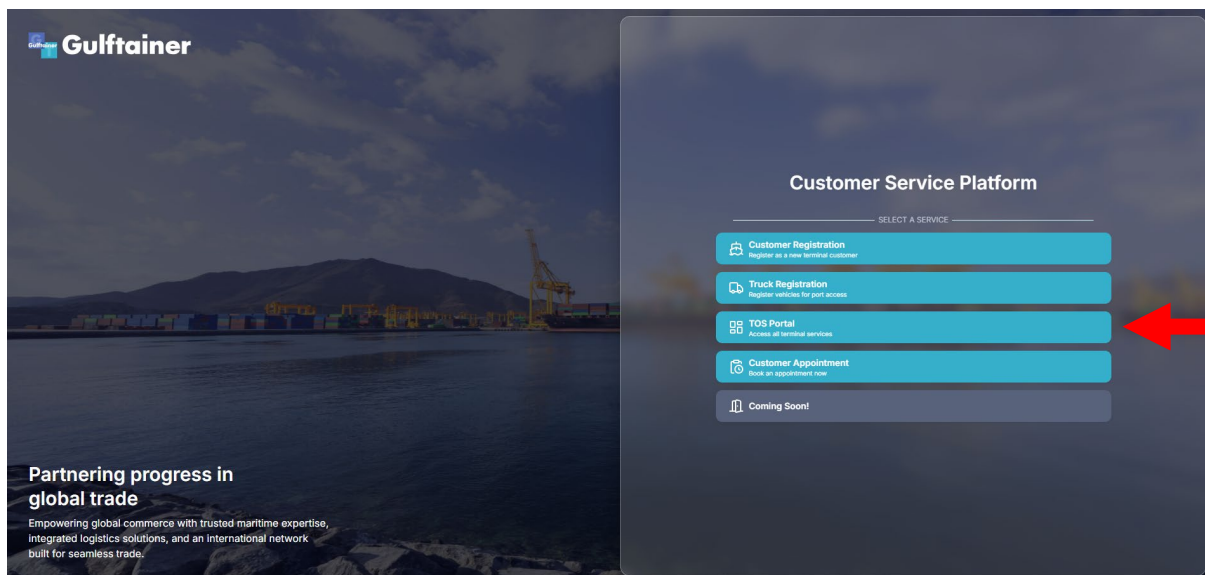 Gulftainer Gulftainer
Partnering progress in
global trade
Empowering global commerce with trusted maritime expertise,
integrated logistics solutions, and an international network
built for seamless trade.
Customer Service Platform
SELECT A SERVICE
Customer Registration
Register as a new terminal customer
Truck Registration
Register vehicles for port access
TOS Portal
Access all terminal services
Customer Appointment
Book an appointment now
Coming Soon!